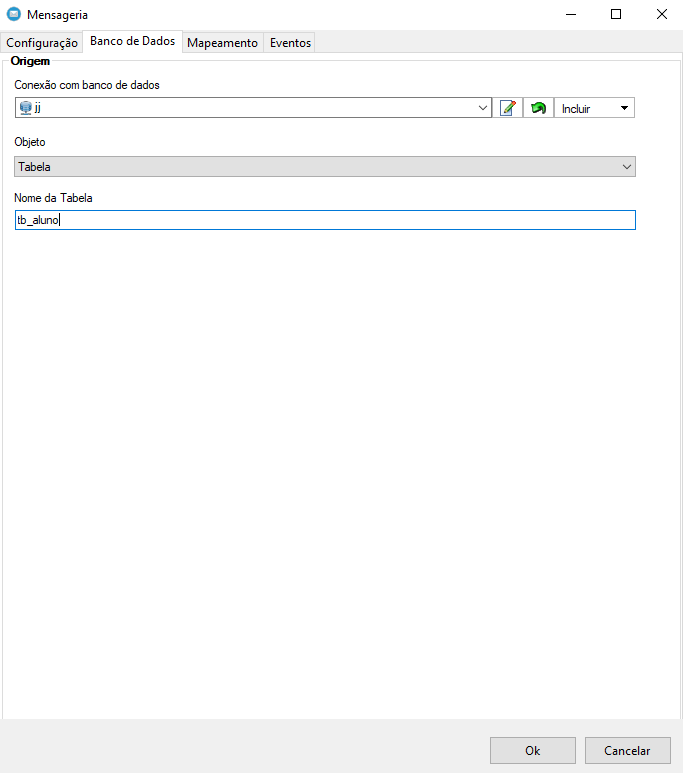 Mensageria
Configuração Banco de Dados Mapeamento Eventos
Origem
Conexão com banco de dados
jj Incluir
Objeto
Tabela
Nome da Tabela
tb_aluno
Ok Cancelar